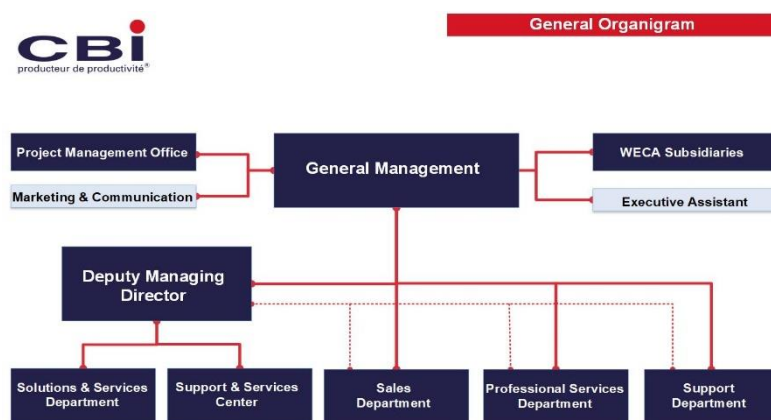 CBi
producteur de productivité®
General Organigram
Project Management Office
Marketing & Communication
General Management
WECA Subsidiaries
Executive Assistant
Deputy Managing
Director
Solutions & Services
Department
Support & Services
Center
Sales
Department
Professional Services
Department
Support
Department